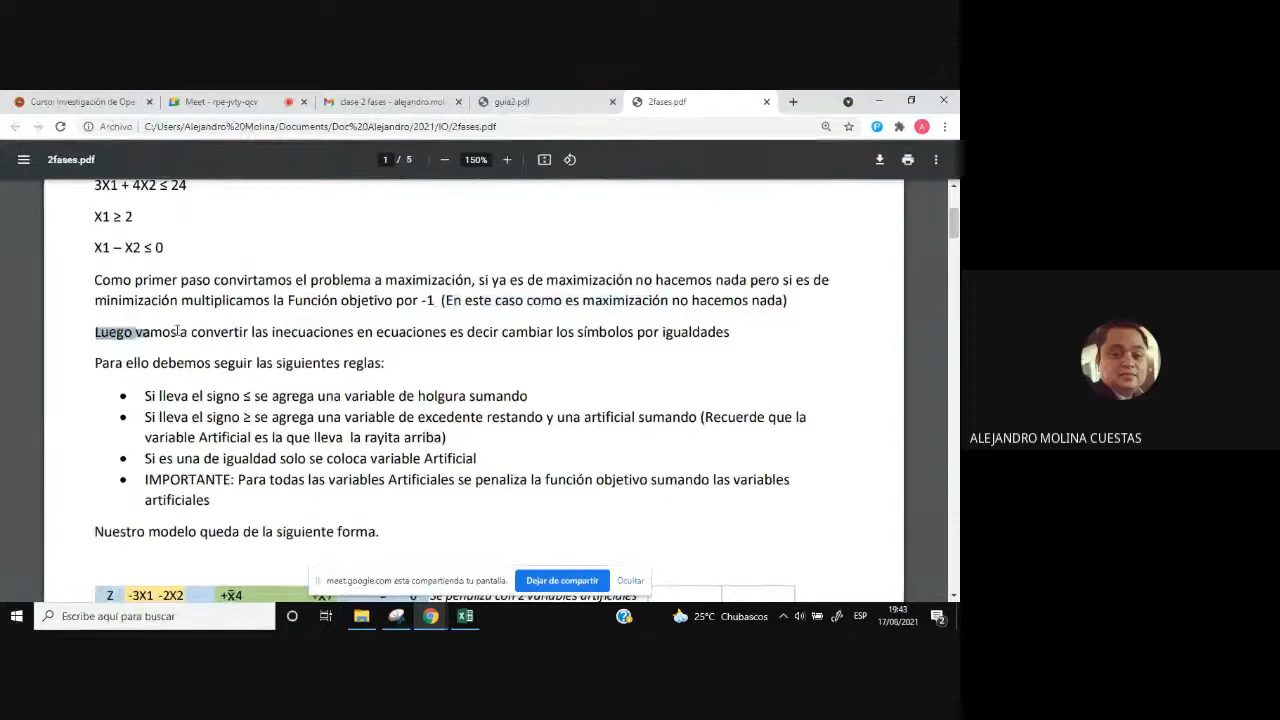 Curso: Investigación de Ope
Meet - rpe-jvty-qcv
clase 2 fases - alejandro.mol
guia2.pdf
2fases.pdf
Archivo
C:/Users/Alejandro%20Molina/Documents/Doc%20Alejandro/2021/IO/2fases.pdf
A
2fases.pdf
1 / 5
150%
3X1 + 4X2 ≤ 24
X1 ≥ 2
X1 – X2 ≤ 0
Como primer paso convirtamos el problema a maximización, si ya es de maximización no hacemos nada pero si es de
minimización multiplicamos la Función objetivo por -1 (En este caso como es maximización no hacemos nada)
Luego vamos a convertir las inecuaciones en ecuaciones es decir cambiar los símbolos por igualdades
Para ello debemos seguir las siguientes reglas:
• Si lleva el signo ≤ se agrega una variable de holgura sumando
• Si lleva el signo ≥ se agrega una variable de excedente restando y una artificial sumando (Recuerde que la
variable Artificial es la que lleva la rayita arriba)
• Si es una de igualdad solo se coloca variable Artificial
• IMPORTANTE: Para todas las variables Artificiales se penaliza la función objetivo sumando las variables
artificiales
Nuestro modelo queda de la siguiente forma.
meet.google.com esta compartiendo tu pantalla.
Dejar de compartir
Ocultar
Z -3X1 -2X2 +x̄4 = 0 Se penaliza con 2 variables artificiales
Escribe aquí para buscar
25°C Chubascos
ESP
19:43
17/08/2021
2
ALEJANDRO MOLINA CUESTAS